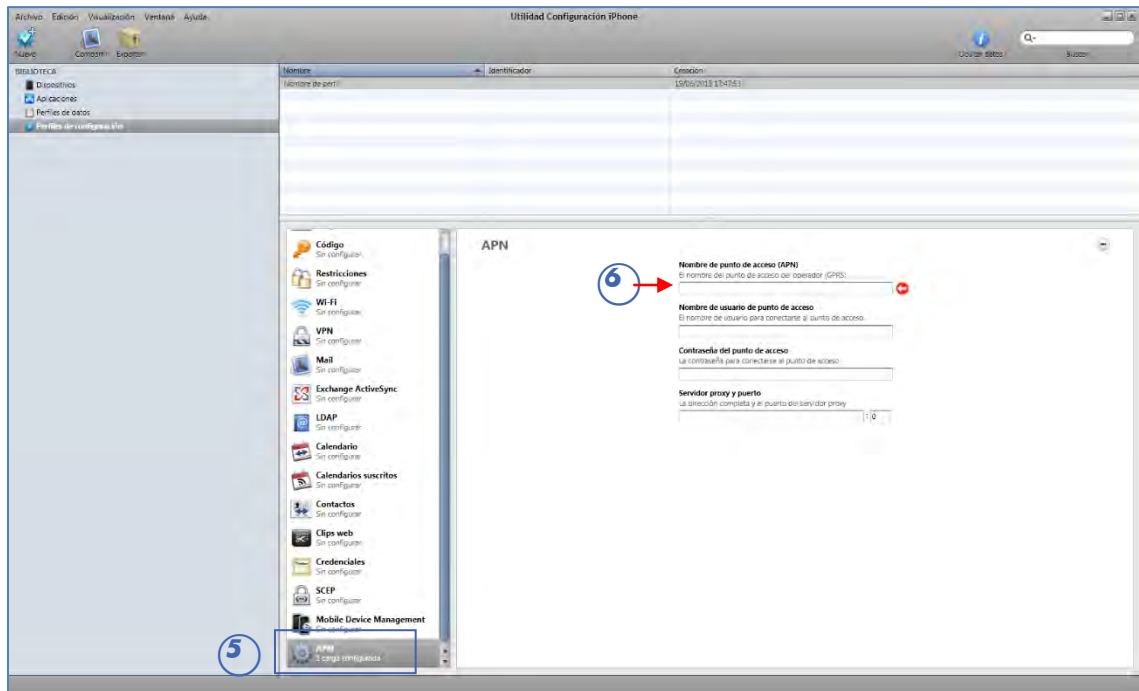 Archivo Edición Visualización Ventana Ayuda
Utilidad Configuración iPhone
Nuevo Compartir Exportar
Ocultar datos
Buscar
BIBLIOTECA
Dispositivos
Aplicaciones
Perfiles de datos
Perfiles de configuración
Nombre Identificador Creación
Nombre de perfil
Código
Sin configurar
Restricciones
Sin configurar
Wi-Fi
Sin configurar
VPN
Sin configurar
Mail
Sin configurar
Exchange ActiveSync
Sin configurar
LDAP
Sin configurar
Calendario
Sin configurar
Calendarios suscritos
Sin configurar
Contactos
Sin configurar
Clips web
Sin configurar
Credenciales
Sin configurar
SCEP
Sin configurar
Mobile Device Management
Sin configurar
5
APN
1 carga configurada
APN
Nombre de punto de acceso (APN)
El nombre del punto de acceso del operador (GPRS)
6
Nombre de usuario de punto de acceso
El nombre de usuario para conectarse al punto de acceso
Contraseña del punto de acceso
La contraseña para conectarse al punto de acceso
Servidor proxy y puerto
La dirección completa y el puerto del servidor proxy
: 0